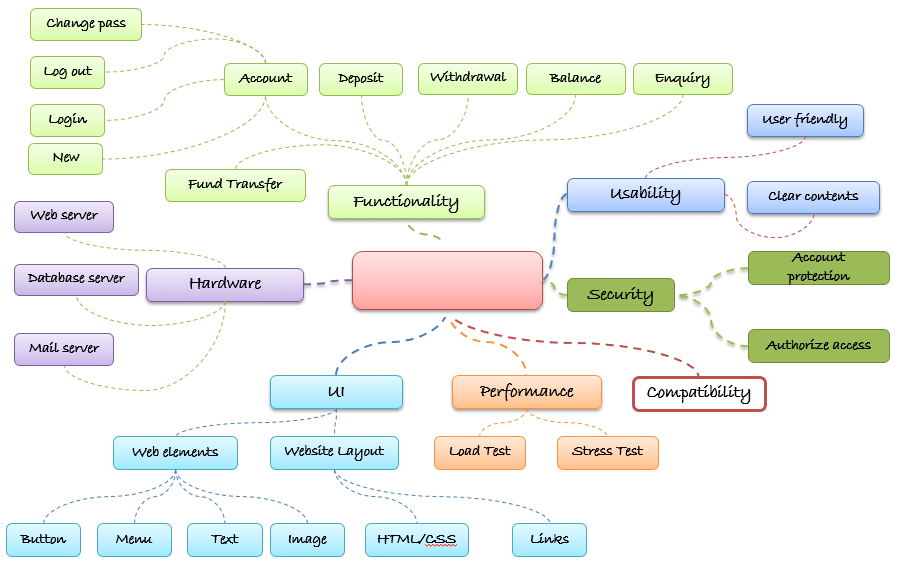 Change pass
Log out
Account
Deposit
Withdrawal
Balance
Enquiry
Login
User friendly
New
Fund Transfer
Functionality
Usability
Clear contents
Web server
Database server
Hardware
Account
protection
Security
Mail server
Authorize access
UI
Performance
Compatibility
Web elements
Website Layout
Load Test
Stress Test
Button
Menu
Text
Image
HTML/CSS
Links